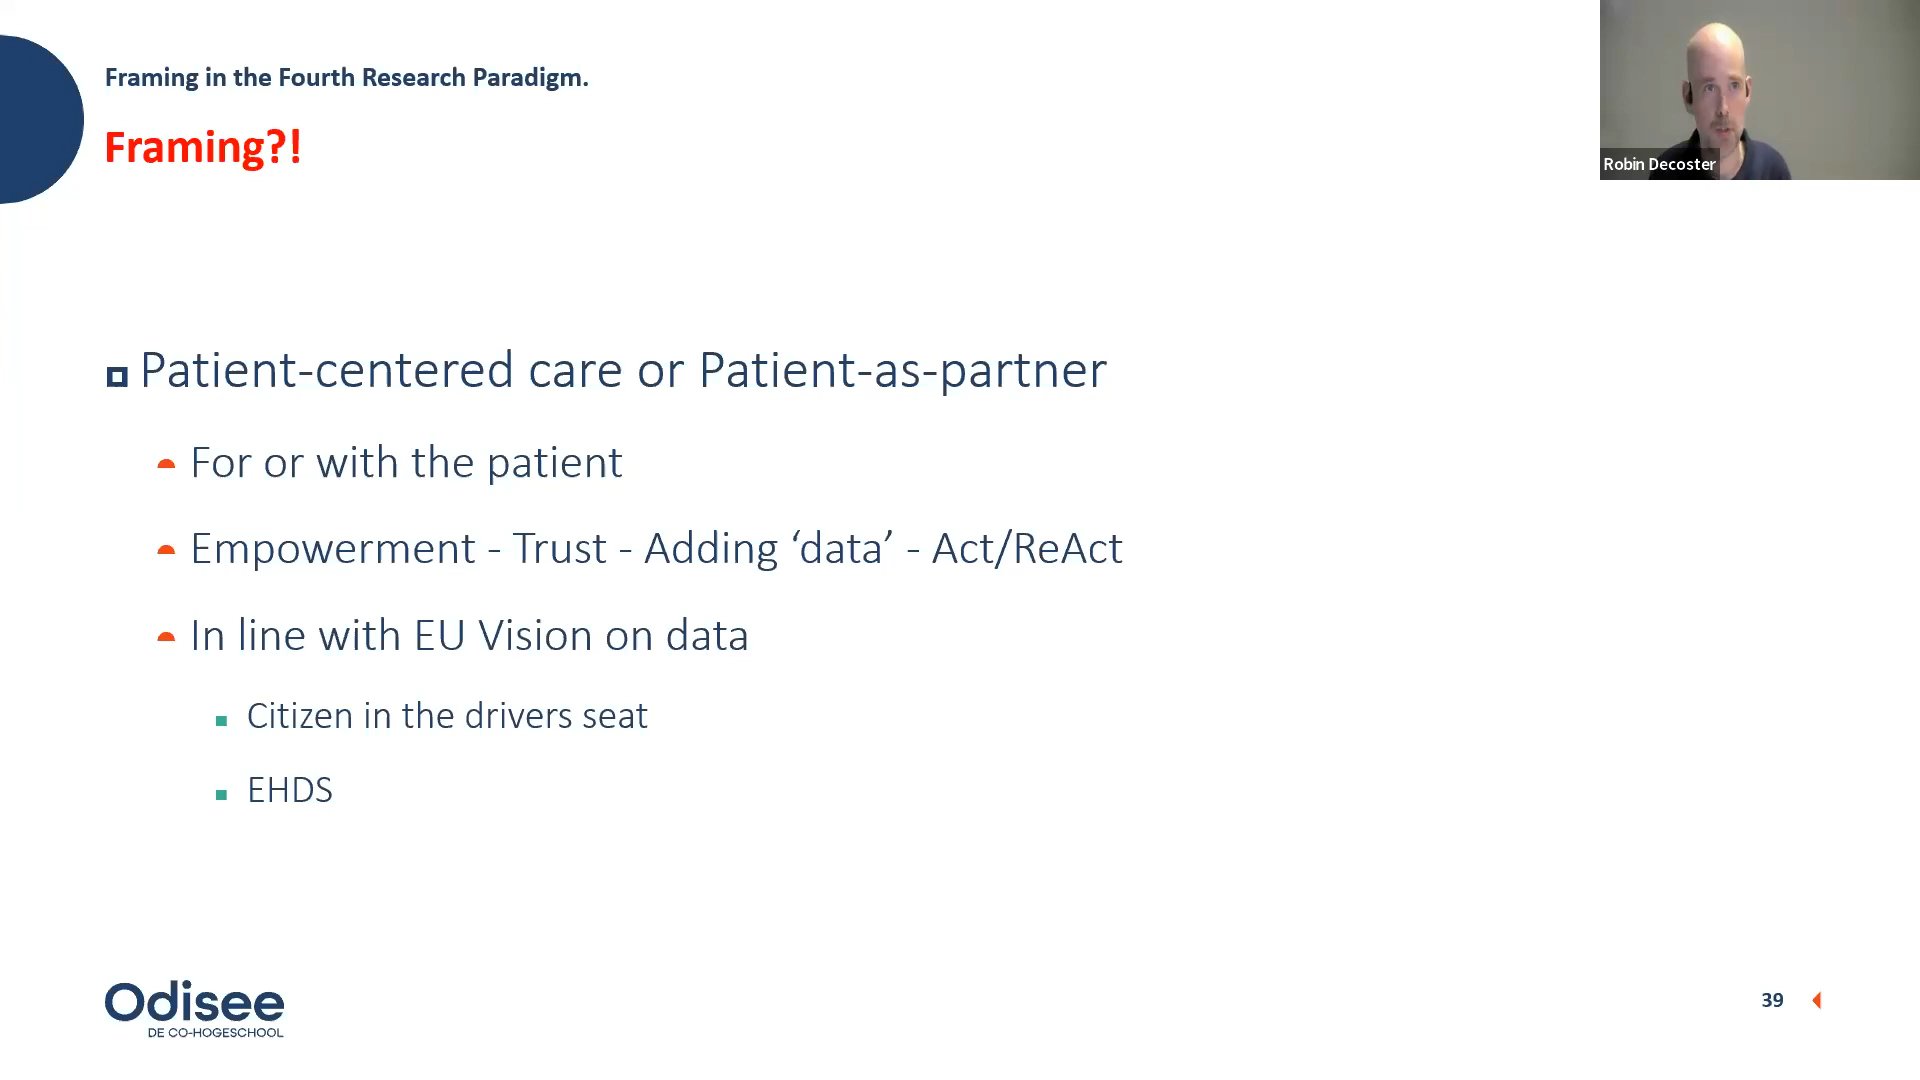 Framing in the Fourth Research Paradigm.
Framing?!
Robin Decoster
Patient-centered care or Patient-as-partner
For or with the patient
Empowerment - Trust - Adding ‘data’ - Act/ReAct
In line with EU Vision on data
Citizen in the drivers seat
EHDS
Odisee
DE CO-HOGESCHOOL
39